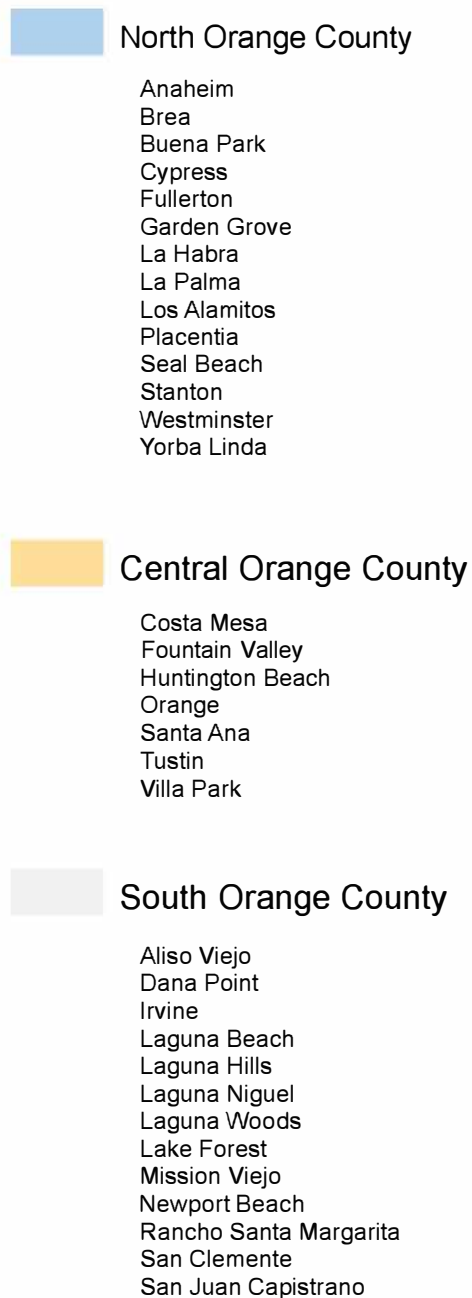 North Orange County
Anaheim
Brea
Buena Park
Cypress
Fullerton
Garden Grove
La Habra
La Palma
Los Alamitos
Placentia
Seal Beach
Stanton
Westminster
Yorba Linda
Central Orange County
Costa Mesa
Fountain Valley
Huntington Beach
Orange
Santa Ana
Tustin
Villa Park
South Orange County
Aliso Viejo
Dana Point
Irvine
Laguna Beach
Laguna Hills
Laguna Niguel
Laguna Woods
Lake Forest
Mission Viejo
Newport Beach
Rancho Santa Margarita
San Clemente
San Juan Capistrano